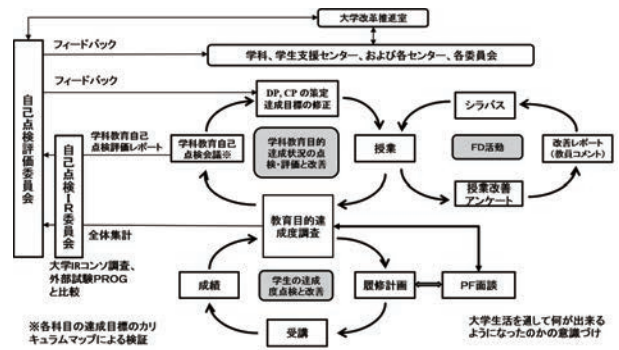 大学改革推進室
フィードバック
学科、学生支援センター、および各センター、各委員会
フィードバック
DP, CP の策定
達成目標の修正
シラバス
自己点検評価委員会
自己点検IR委員会
学科教育自己
点検評価レポート
学科教育自己
点検会議※
学科教育目的
達成状況の点
検・評価と改善
授業
FD活動
改善レポート
(教員コメント)
授業改善
アンケート
教育目的達
成度調査
全体集計
大学IRコンソ調査、
外部試験PROG
と比較
成績
学生の達成
度点検と改善
履修計画
PF面談
受講
※各科目の達成目標のカリ
キュラムマップによる検証
大学生活を通して何が出来る
ようになったのかの意識づけ